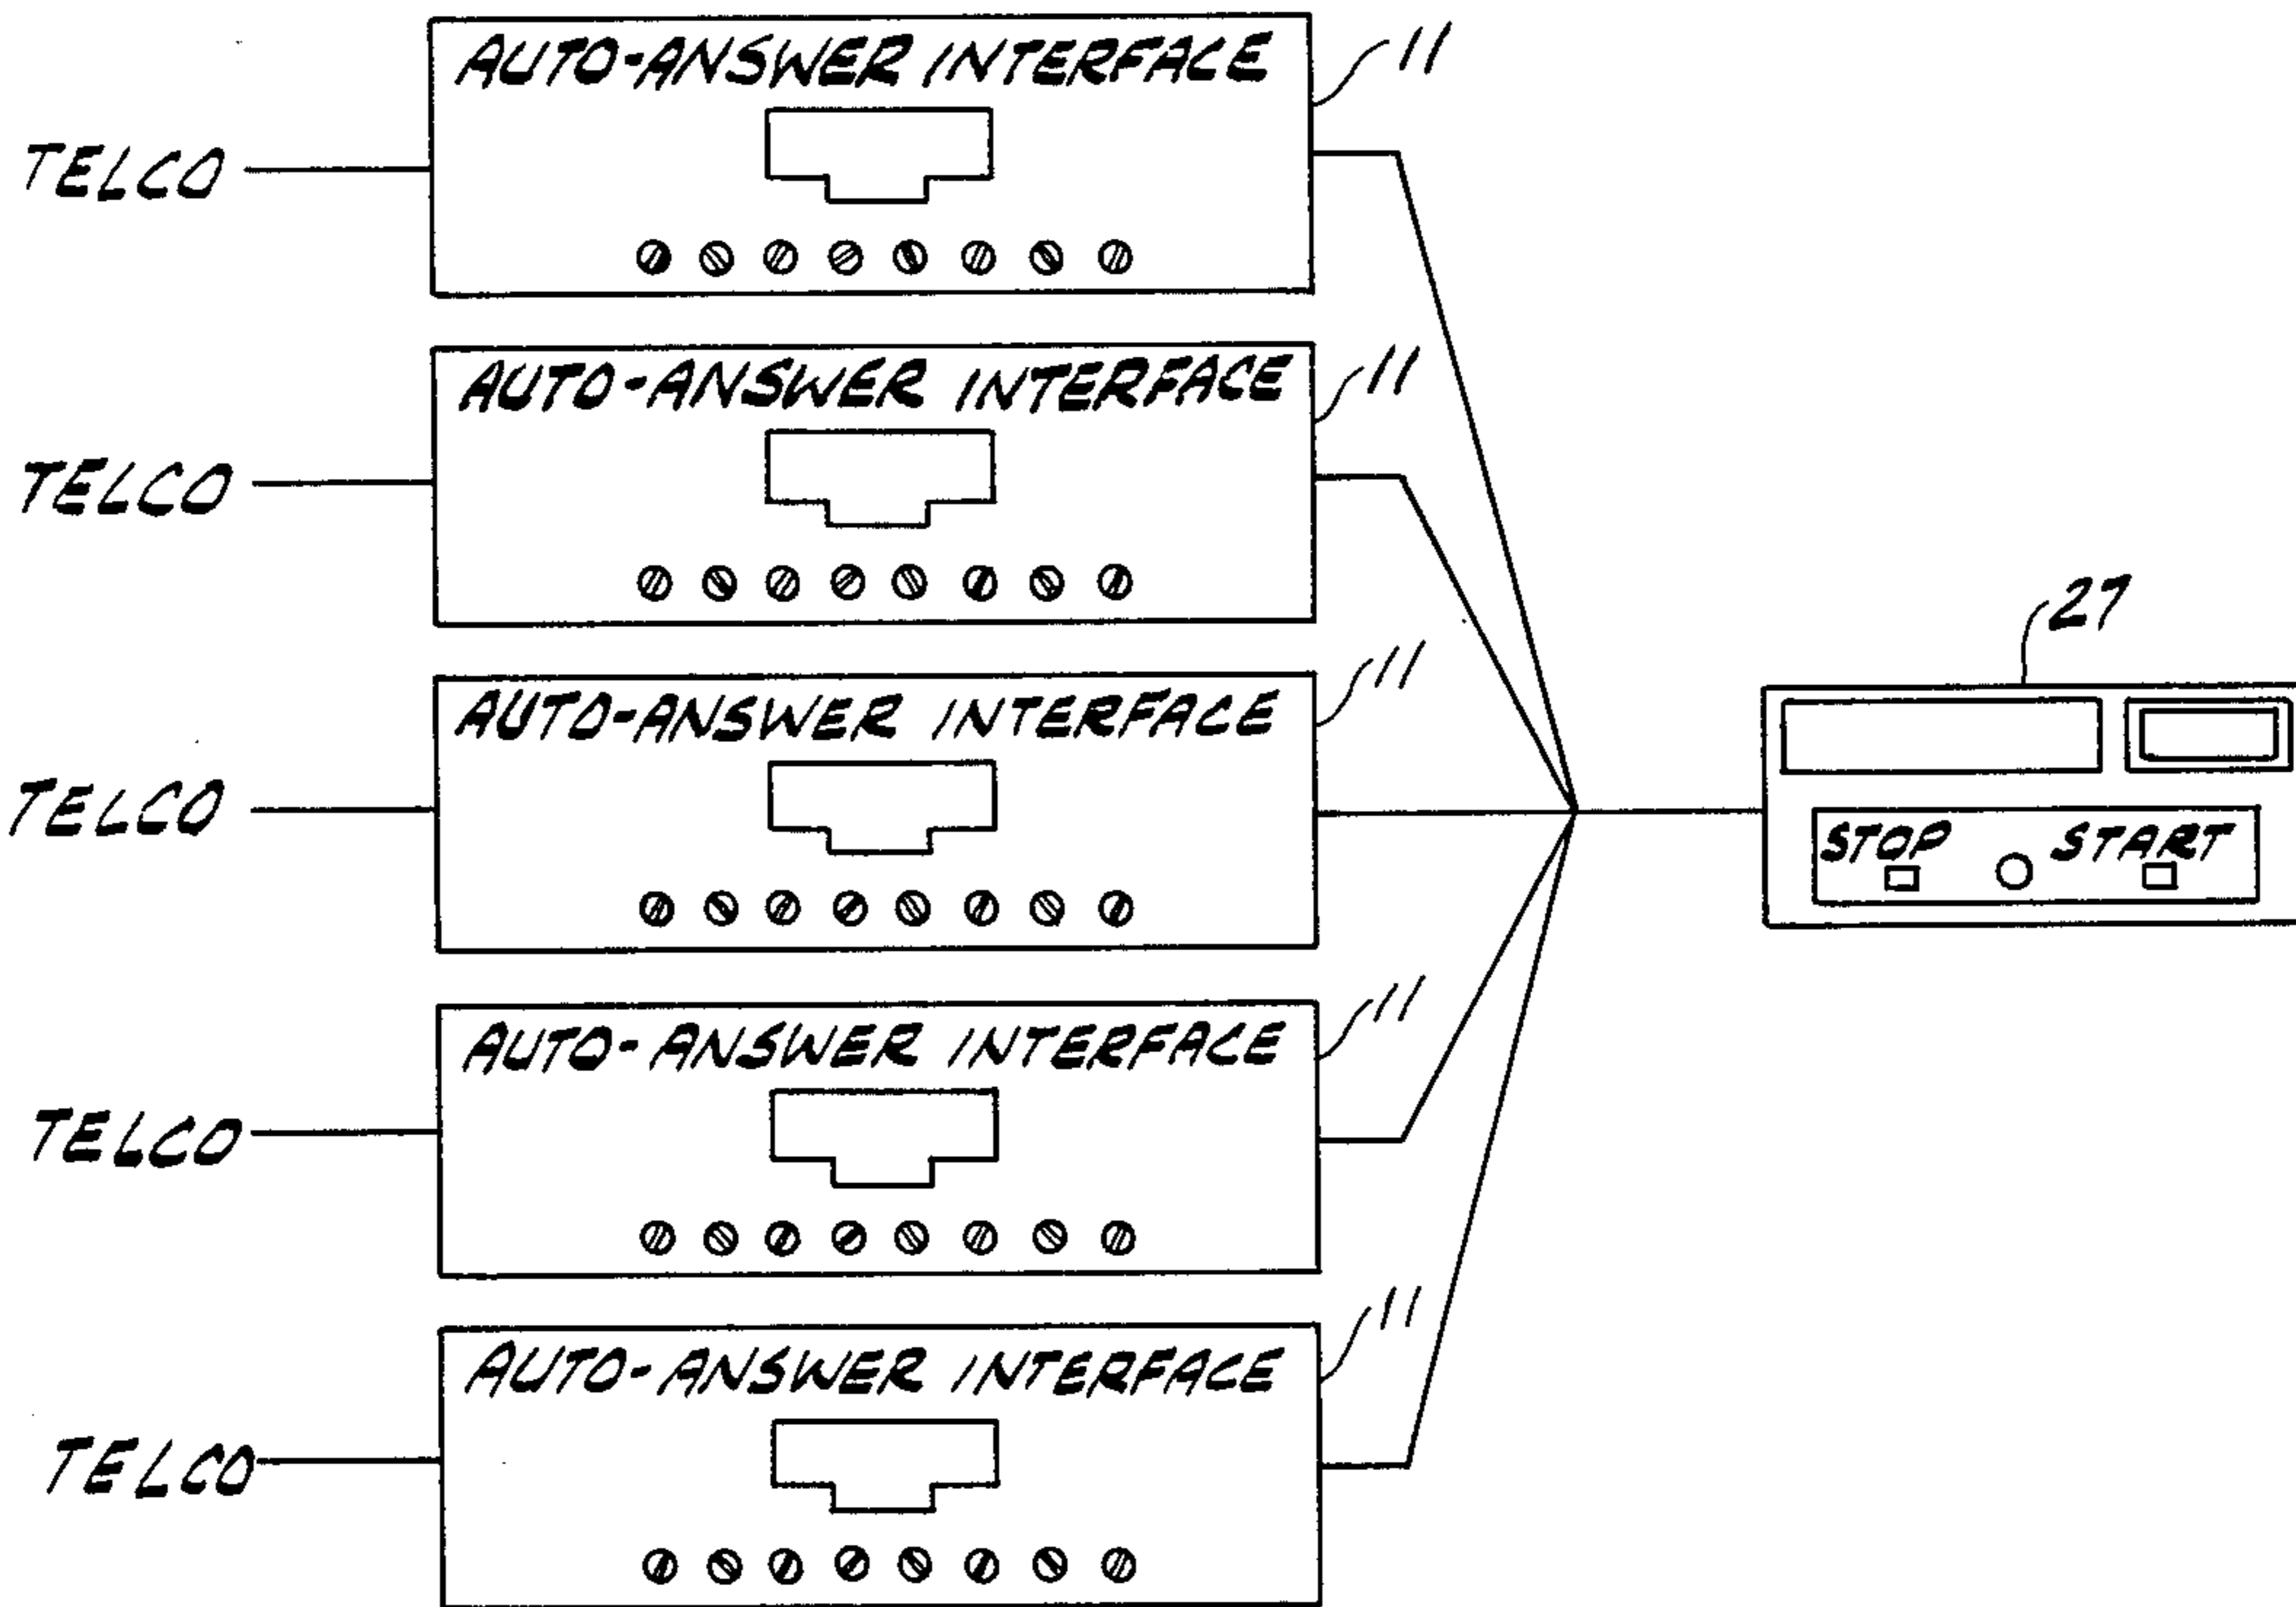 AUTO-ANSWER INTERFACE
11
TELCO
AUTO-ANSWER INTERFACE
11
TELCO
AUTO-ANSWER INTERFACE
11
TELCO
27
STOP START
AUTO-ANSWER INTERFACE
11
TELCO
AUTO-ANSWER INTERFACE
11
TELCO